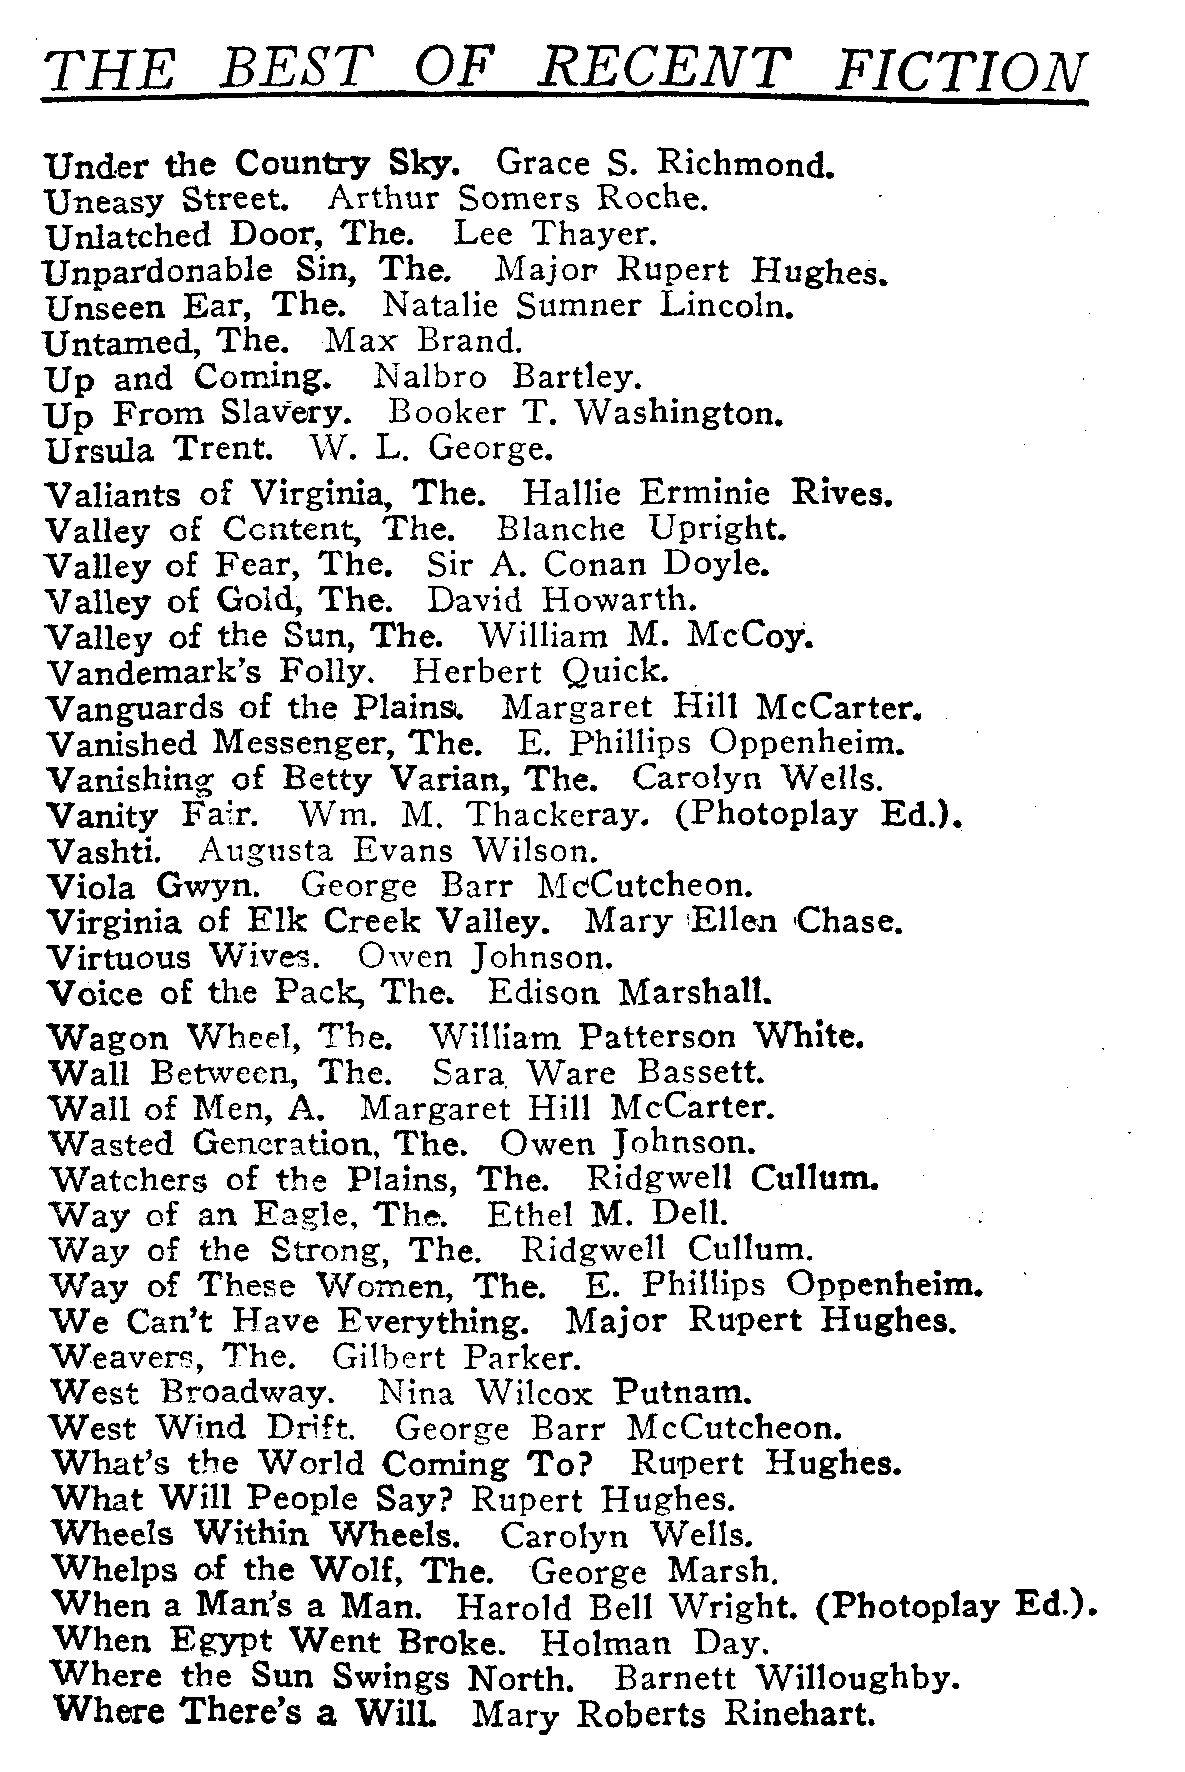 THE BEST OF RECENT FICTION
Under the Country Sky. Grace S. Richmond.
Uneasy Street. Arthur Somers Roche.
Unlatched Door, The. Lee Thayer.
Unpardonable Sin, The. Major Rupert Hughes.
Unseen Ear, The. Natalie Sumner Lincoln.
Untamed, The. Max Brand.
Up and Coming. Nalbro Bartley.
Up From Slavery. Booker T. Washington.
Ursula Trent. W. L. George.
Valiants of Virginia, The. Hallie Erminie Rives.
Valley of Content, The. Blanche Upright.
Valley of Fear, The. Sir A. Conan Doyle.
Valley of Gold, The. David Howarth.
Valley of the Sun, The. William M. McCoy.
Vandemark's Folly. Herbert Quick.
Vanguards of the Plains. Margaret Hill McCarter.
Vanished Messenger, The. E. Phillips Oppenheim.
Vanishing of Betty Varian, The. Carolyn Wells.
Vanity Fair. Wm. M. Thackeray. (Photoplay Ed.).
Vashti. Augusta Evans Wilson.
Viola Gwyn. George Barr McCutcheon.
Virginia of Elk Creek Valley. Mary Ellen Chase.
Virtuous Wives. Owen Johnson.
Voice of the Pack, The. Edison Marshall.
Wagon Wheel, The. William Patterson White.
Wall Between, The. Sara Ware Bassett.
Wall of Men, A. Margaret Hill McCarter.
Wasted Generation, The. Owen Johnson.
Watchers of the Plains, The. Ridgwell Cullum.
Way of an Eagle, The. Ethel M. Dell.
Way of the Strong, The. Ridgwell Cullum.
Way of These Women, The. E. Phillips Oppenheim.
We Can't Have Everything. Major Rupert Hughes.
Weavers, The. Gilbert Parker.
West Broadway. Nina Wilcox Putnam.
West Wind Drift. George Barr McCutcheon.
What's the World Coming To? Rupert Hughes.
What Will People Say? Rupert Hughes.
Wheels Within Wheels. Carolyn Wells.
Whelps of the Wolf, The. George Marsh.
When a Man's a Man. Harold Bell Wright. (Photoplay Ed.).
When Egypt Went Broke. Holman Day.
Where the Sun Swings North. Barnett Willoughby.
Where There's a Will. Mary Roberts Rinehart.